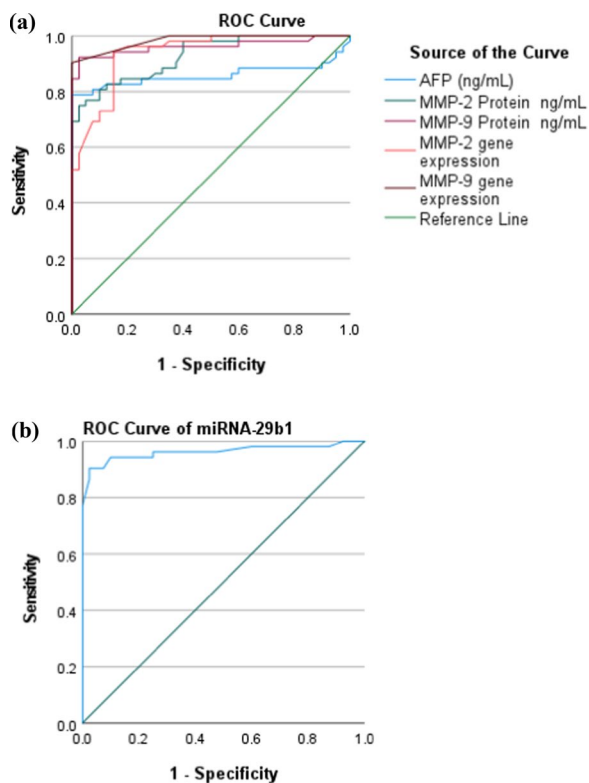 (a)
ROC Curve
1.0
0.8
0.6
0.4
0.2
0.0
Sensitivity
0.0 0.2 0.4 0.6 0.8 1.0
1 - Specificity
Source of the Curve
AFP (ng/mL)
MMP-2 Protein ng/mL
MMP-9 Protein ng/mL
MMP-2 gene
expression
MMP-9 gene
expression
Reference Line
(b)
ROC Curve of miRNA-29b1
1.0
0.8
0.6
0.4
0.2
0.0
Sensitivity
0.0 0.2 0.4 0.6 0.8 1.0
1 - Specificity